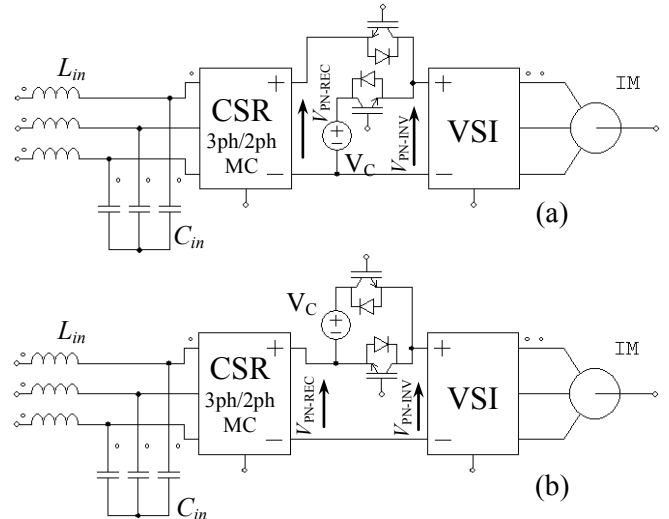 L_in
CSR
3ph/2ph
MC
+
−
V_PN-REC
+
−
V_C
V_PN-INV
+
VSI
−
IM
(a)
C_in
L_in
CSR
3ph/2ph
MC
+
−
V_C
+
−
V_PN-REC
V_PN-INV
+
VSI
−
IM
(b)
C_in